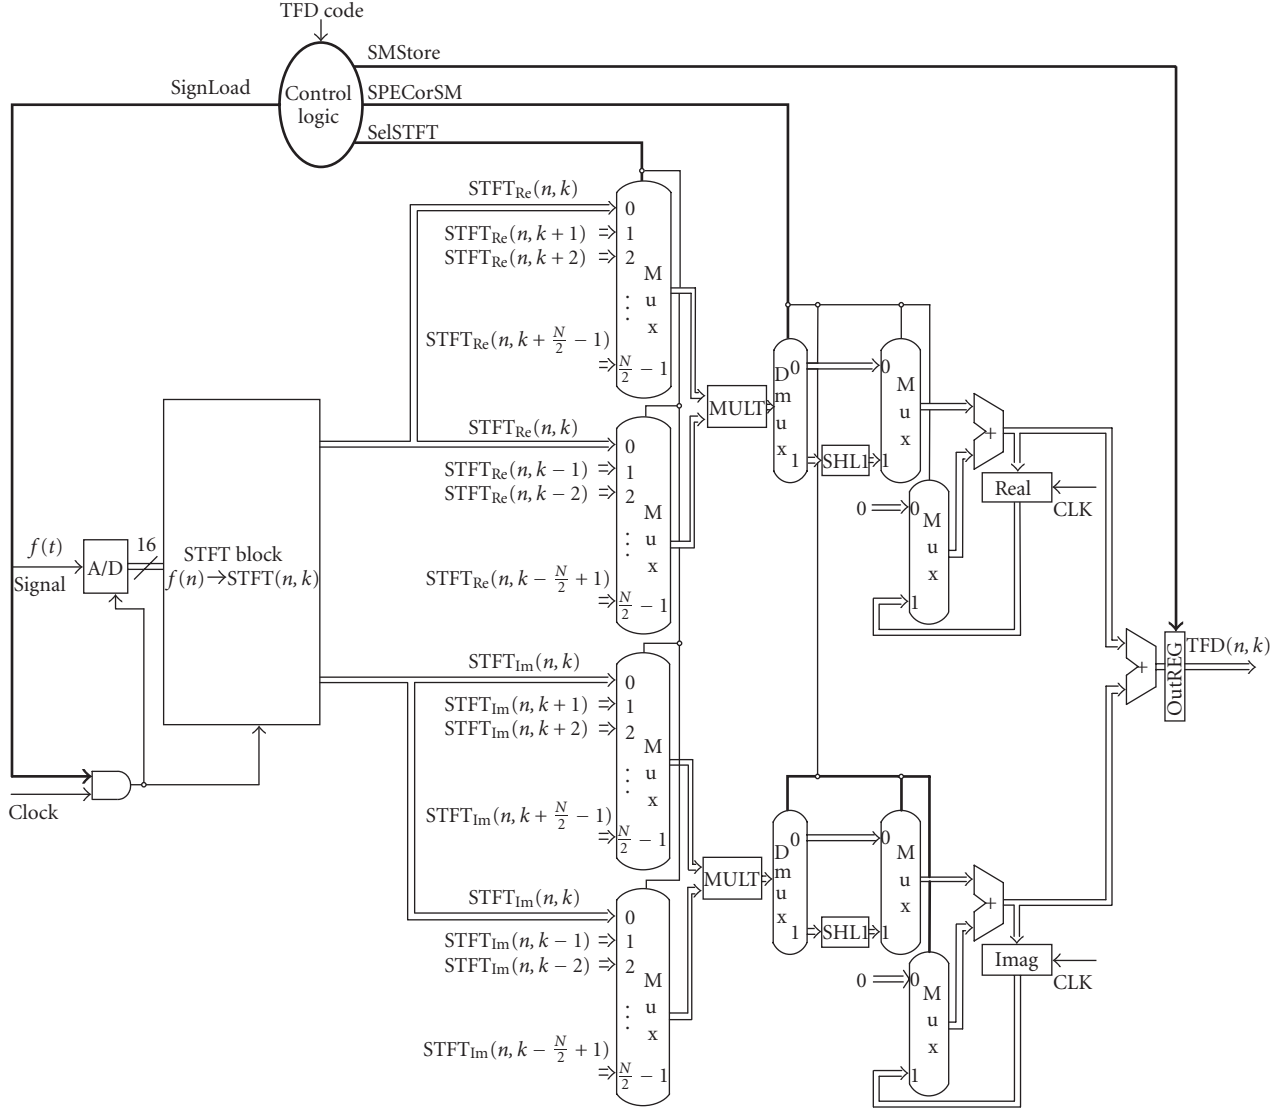 TFD code
SMStore
SignLoad
SPECorSM
Control
logic
SelSTFT
STFT_Re(n, k)
0
STFT_Re(n, k + 1)
1
STFT_Re(n, k + 2)
2
M
u
x
⋮
STFT_Re(n, k + N/2 − 1)
N/2 − 1
D
m
u
x
0
1
0
M
u
x
1
SHL1
MULT
+
STFT_Re(n, k)
0
STFT_Re(n, k − 1)
1
STFT_Re(n, k − 2)
2
M
u
x
⋮
STFT_Re(n, k − N/2 + 1)
N/2 − 1
Real
CLK
0
0
M
u
x
1
f(t)
Signal
A/D
16
STFT block
f(n)→STFT(n, k)
STFT_Im(n, k)
0
STFT_Im(n, k + 1)
1
STFT_Im(n, k + 2)
2
M
u
x
⋮
STFT_Im(n, k + N/2 − 1)
N/2 − 1
+
OutREG
TFD(n, k)
Clock
D
m
u
x
0
1
0
M
u
x
1
SHL1
MULT
+
STFT_Im(n, k)
0
STFT_Im(n, k − 1)
1
STFT_Im(n, k − 2)
2
M
u
x
⋮
STFT_Im(n, k − N/2 + 1)
N/2 − 1
Imag
CLK
0
0
M
u
x
1